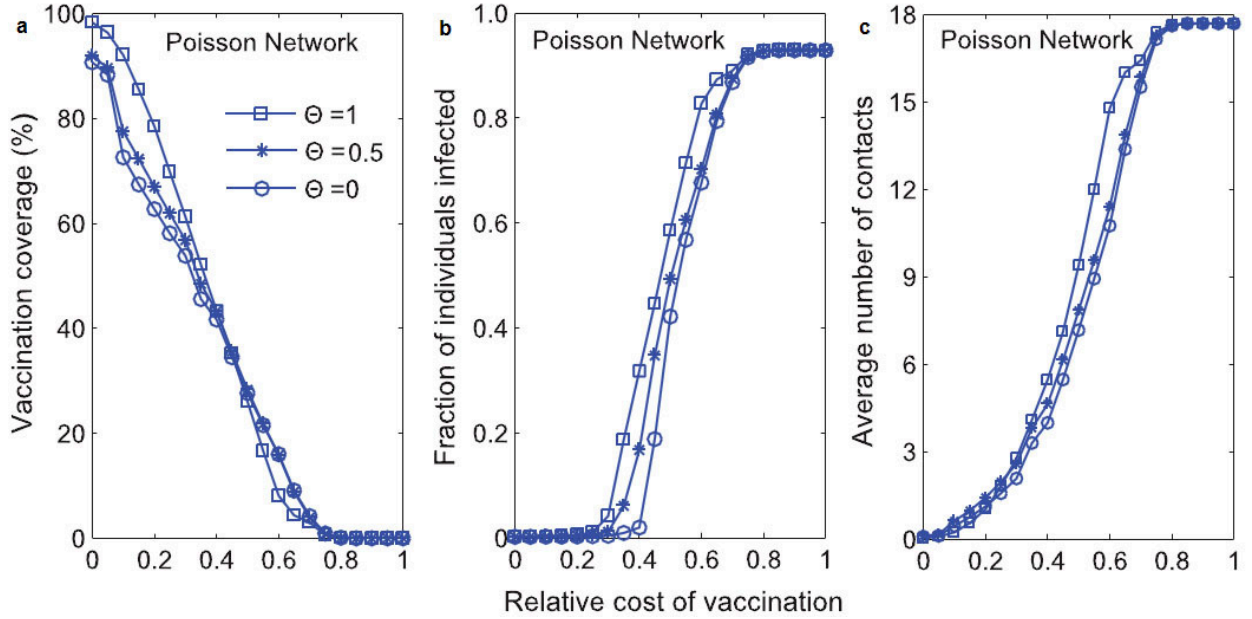 a
Poisson Network
Vaccination coverage (%)
100
80
60
40
20
0
Θ =1
Θ =0.5
Θ =0
0 0.2 0.4 0.6 0.8 1
b
Poisson Network
Fraction of individuals infected
1.0
0.8
0.6
0.4
0.2
0
0 0.2 0.4 0.6 0.8 1
c
Poisson Network
Average number of contacts
18
15
12
9
6
3
0
0 0.2 0.4 0.6 0.8 1
Relative cost of vaccination